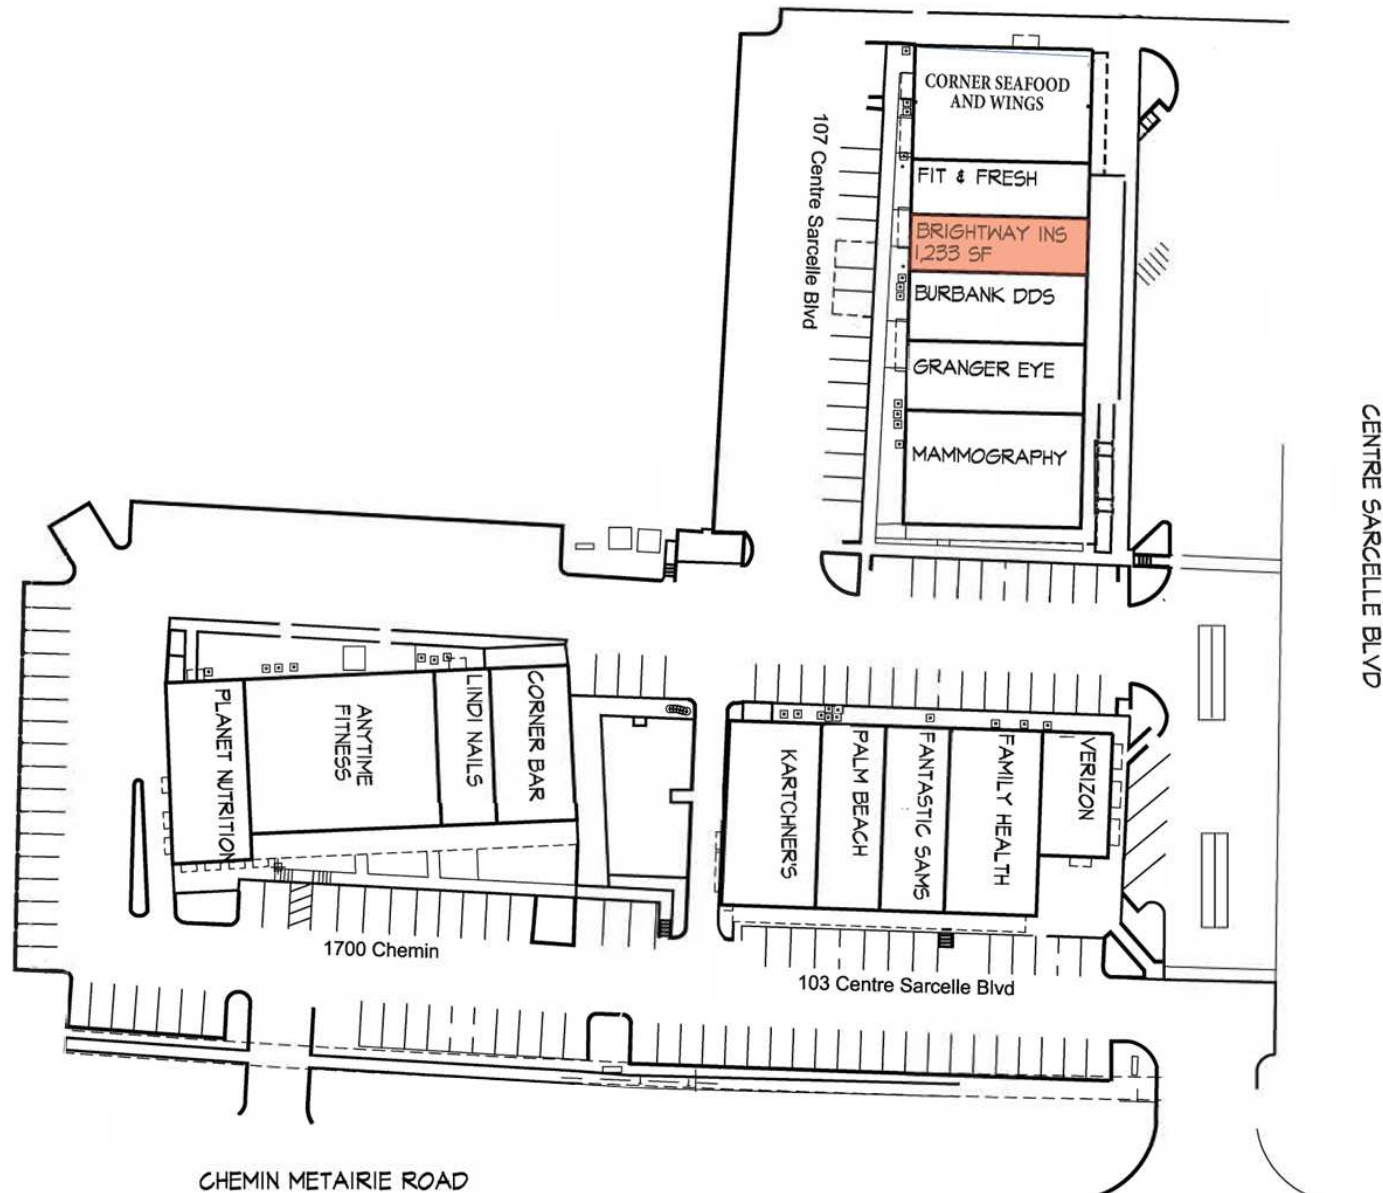 CORNER SEAFOOD
AND WINGS
FIT & FRESH
BRIGHTWAY INS
1,233 SF
BURBANK DDS
GRANGER EYE
MAMMOGRAPHY
107 Centre Sarcelle Blvd
CENTRE SARCELLE BLVD
PLANET NUTRITION
ANYTIME
FITNESS
LINDI NAILS
CORNER BAR
KARTCHNER'S
PALM BEACH
FANTASTIC SAMS
FAMILY HEALTH
VERIZON
1700 Chemin
103 Centre Sarcelle Blvd
CHEMIN METAIRIE ROAD